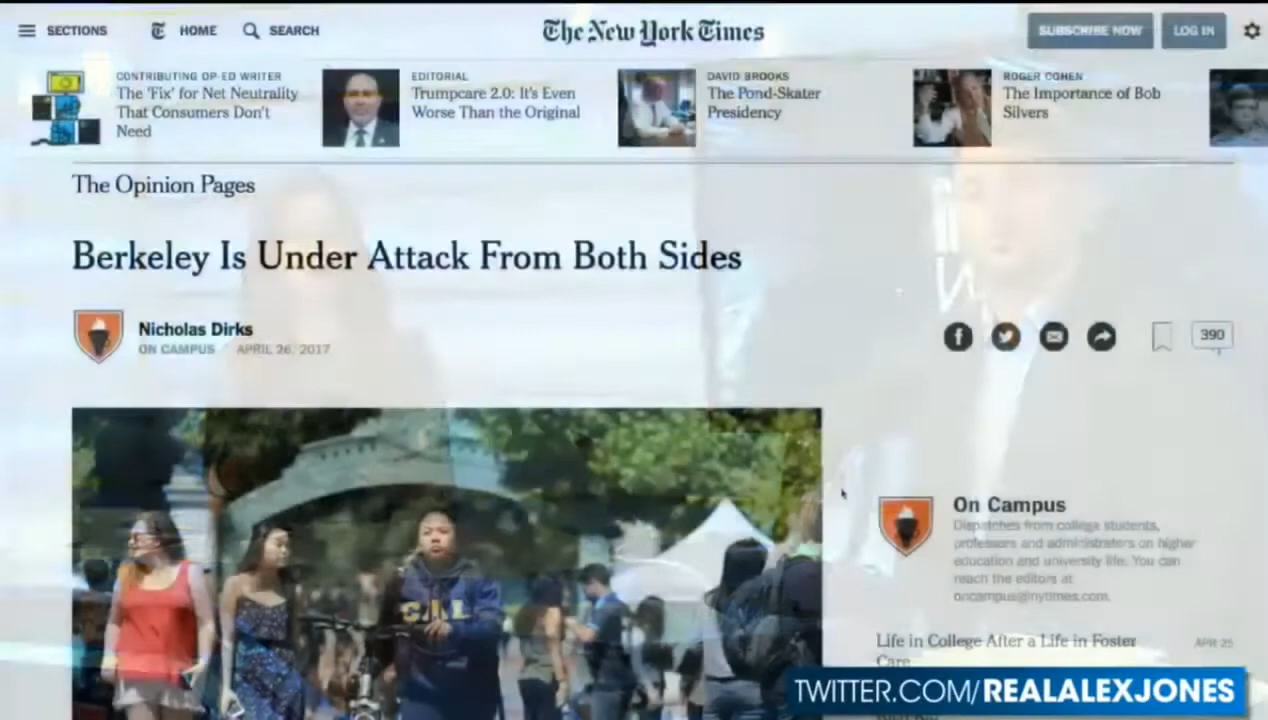 SECTIONS HOME SEARCH
The New York Times
SUBSCRIBE NOW LOG IN
CONTRIBUTING OP-ED WRITER
The 'Fix' for Net Neutrality
That Consumers Don't
Need
EDITORIAL
Trumpcare 2.0: It's Even
Worse Than the Original
DAVID BROOKS
The Pond-Skater
Presidency
ROGER COHEN
The Importance of Bob
Silvers
The Opinion Pages
Berkeley Is Under Attack From Both Sides
Nicholas Dirks
ON CAMPUS APRIL 26, 2017
390
CAL
On Campus
Dispatches from college students,
professors and administrators on higher
education and university life. You can
reach the editors at
oncampus@nytimes.com.
Life in College After a Life in Foster
Care
APR 25
TWITTER.COM/REALALEXJONES